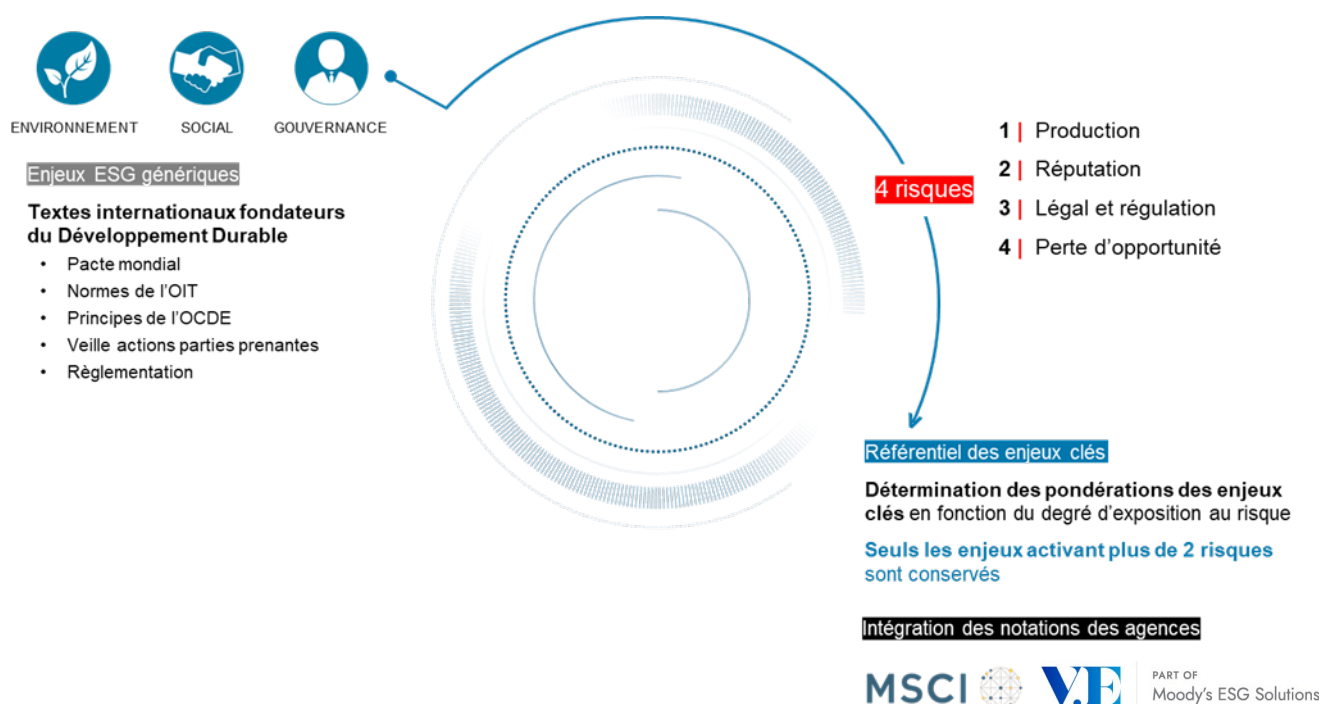 ENVIRONNEMENT
SOCIAL
GOUVERNANCE
Enjeux ESG génériques
Textes internationaux fondateurs
du Développement Durable
• Pacte mondial
• Normes de l'OIT
• Principes de l'OCDE
• Veille actions parties prenantes
• Règlementation
4 risques
1 | Production
2 | Réputation
3 | Légal et régulation
4 | Perte d'opportunité
Référentiel des enjeux clés
Détermination des pondérations des enjeux
clés en fonction du degré d'exposition au risque
Seuls les enjeux activant plus de 2 risques
sont conservés
Intégration des notations des agences
MSCI
V.E
PART OF
Moody's ESG Solutions